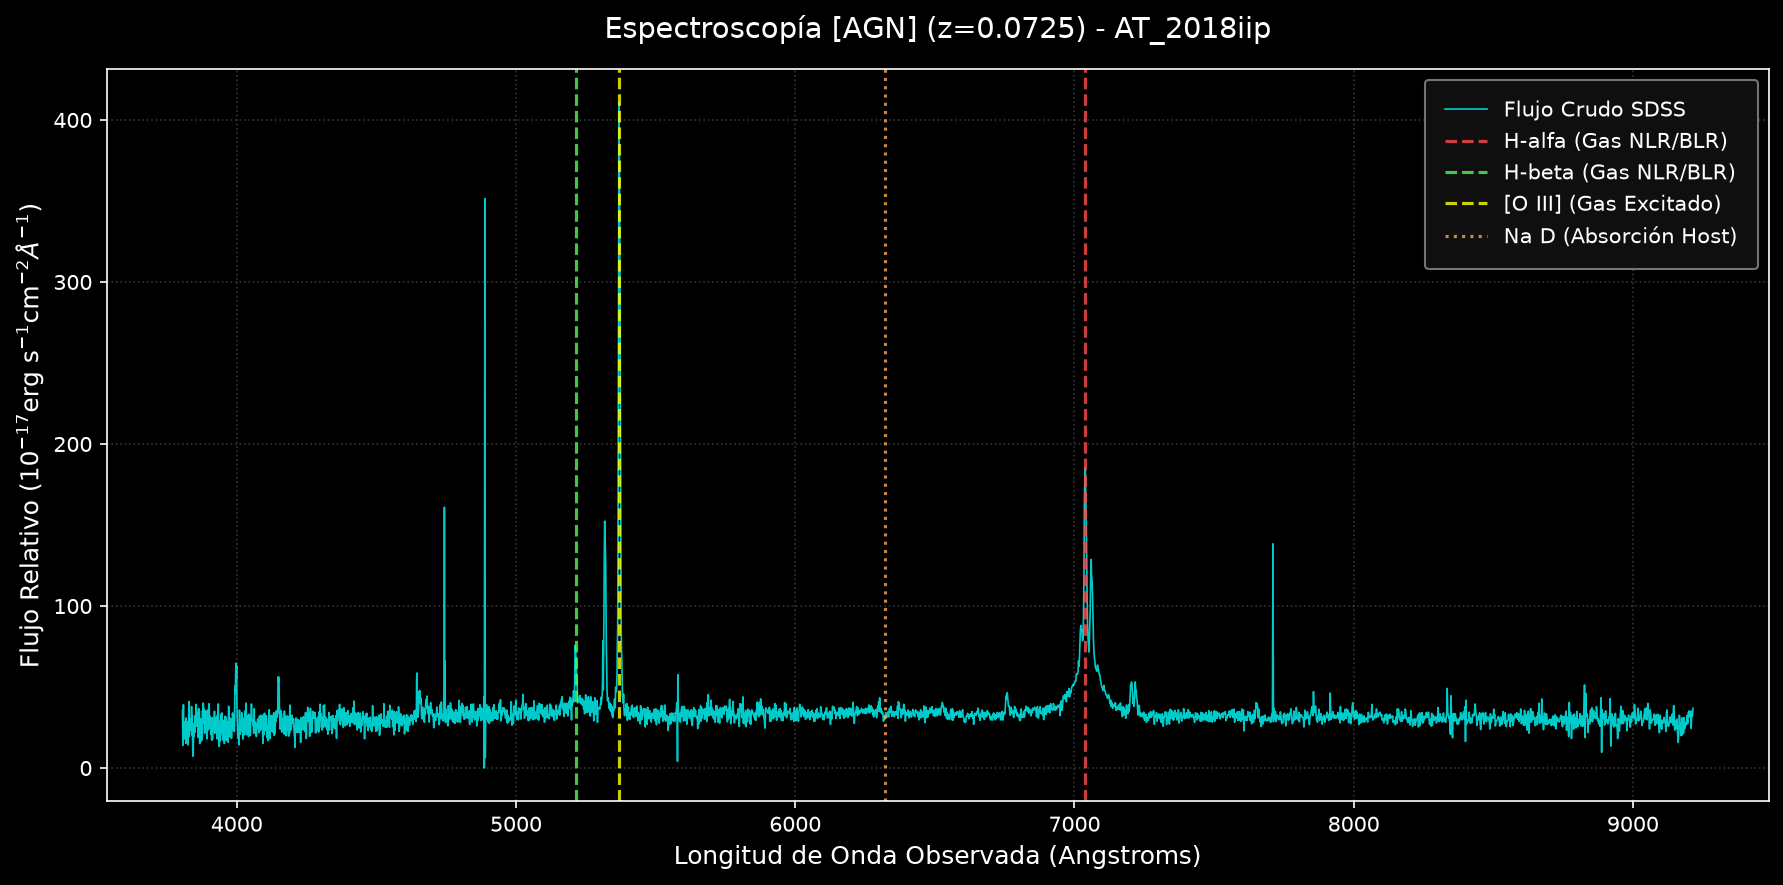 Espectroscopía [AGN] (z=0.0725) - AT_2018iip
Flujo Relativo (10⁻¹⁷erg s⁻¹cm⁻²Å⁻¹)
400
300
200
100
0
Flujo Crudo SDSS
H-alfa (Gas NLR/BLR)
H-beta (Gas NLR/BLR)
[O III] (Gas Excitado)
Na D (Absorción Host)
4000 5000 6000 7000 8000 9000
Longitud de Onda Observada (Angstroms)